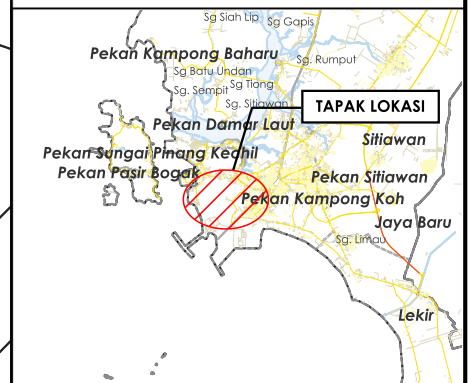 Sg Siah Lip
Sg Gapis
Pekan Kampong Baharu
Sg. Rumput
Sg Batu Undan
Sg Tiong
Sg. Sempit
Sg. Sitiawan
TAPAK LOKASI
Pekan Damar Laut
Sitiawan
Pekan Sungai Pinang Kechil
Pekan Pasir Bogak
Pekan Sitiawan
Pekan Kampong Koh
Jaya Baru
Sg. Limau
Lekir